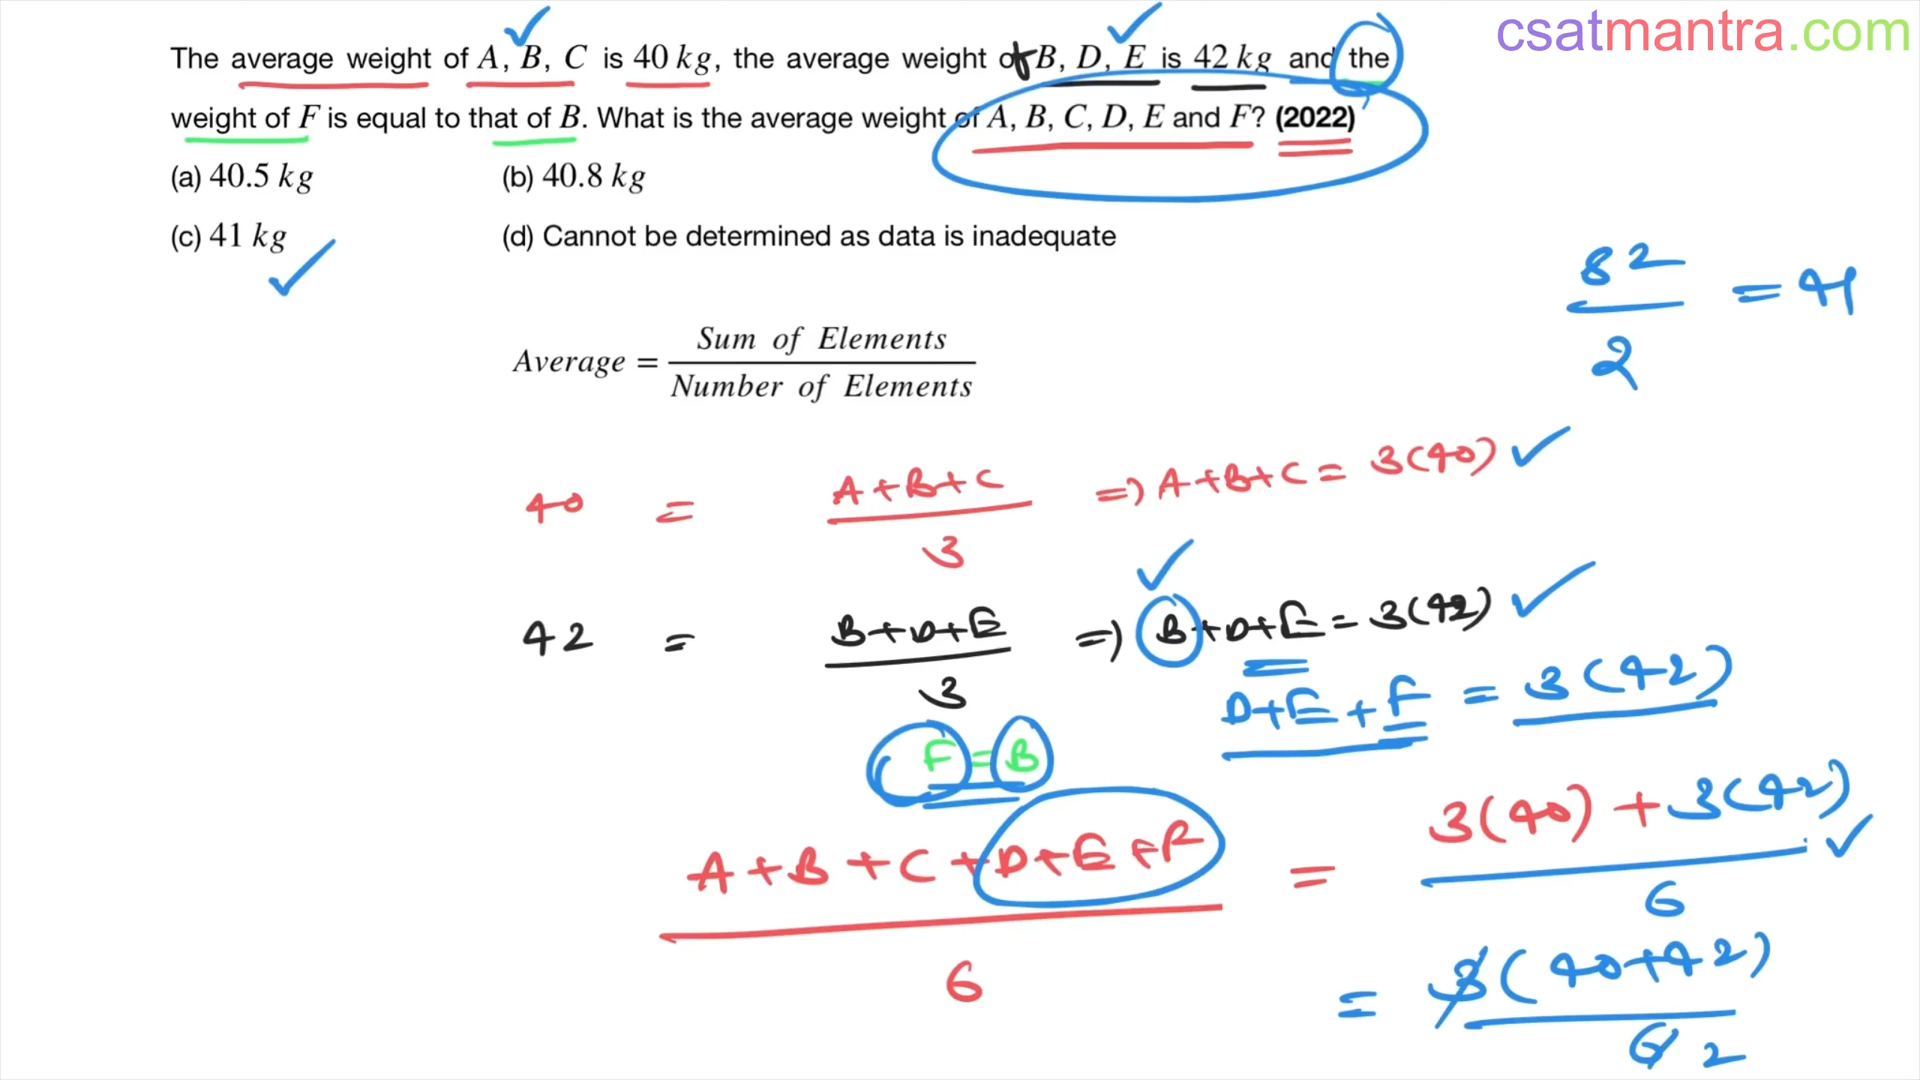 csatmantra.com
The average weight of A, B, C is 40 kg, the average weight of B, D, E is 42 kg and the
weight of F is equal to that of B. What is the average weight of A, B, C, D, E and F? (2022)
(a) 40.5 kg (b) 40.8 kg
(c) 41 kg (d) Cannot be determined as data is inadequate
82 / 2 = 41
Average = Sum of Elements / Number of Elements
40 = A+B+C / 3 => A+B+C = 3(40)
42 = B+D+E / 3 => B+D+E = 3(42)
D+E+F = 3(42)
F = B
A+B+C+D+E+F / 6 = 3(40) + 3(42) / 6
= 3(40+42) / 6 2